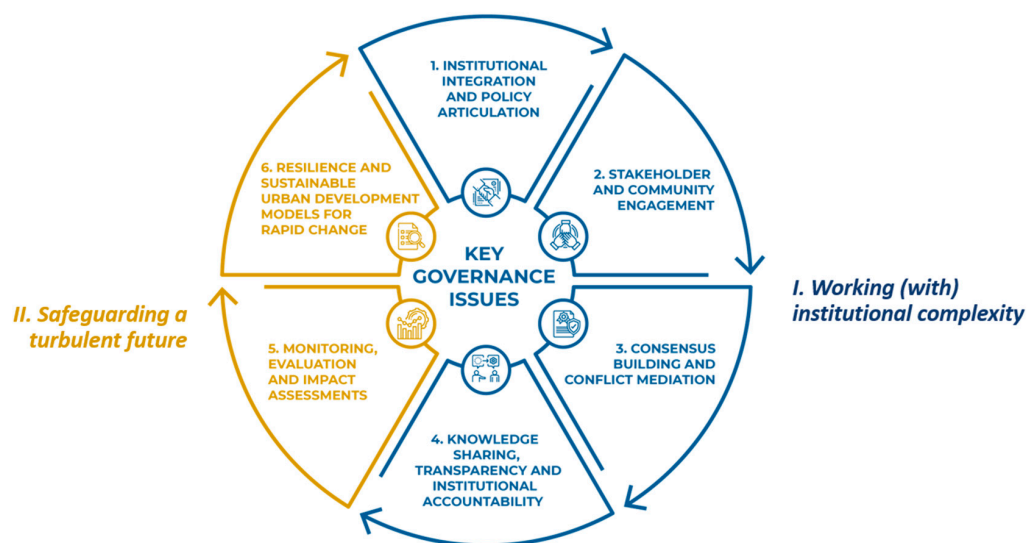 1. INSTITUTIONAL
INTEGRATION
AND POLICY
ARTICULATION
2. STAKEHOLDER
AND COMMUNITY
ENGAGEMENT
3. CONSENSUS
BUILDING AND
CONFLICT MEDIATION
4. KNOWLEDGE
SHARING,
TRANSPARENCY AND
INSTITUTIONAL
ACCOUNTABILITY
5. MONITORING,
EVALUATION
AND IMPACT
ASSESSMENTS
6. RESILIENCE AND
SUSTAINABLE
URBAN DEVELOPMENT
MODELS FOR
RAPID CHANGE
KEY
GOVERNANCE
ISSUES
I. Working (with)
institutional complexity
II. Safeguarding a
turbulent future